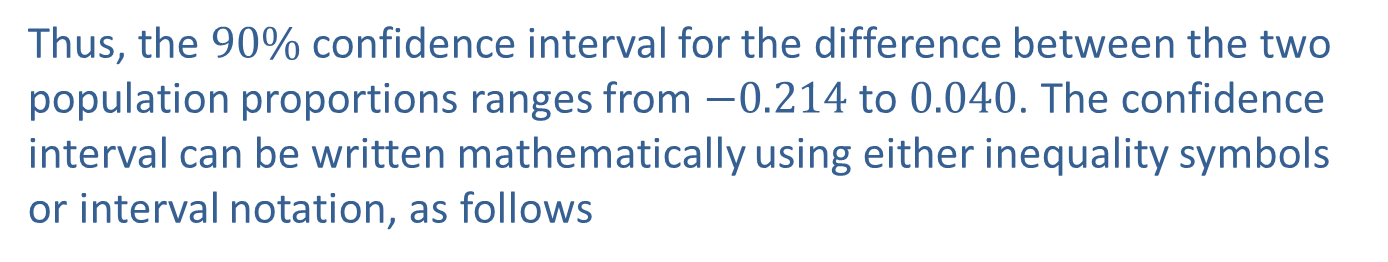 Thus, the 90% confidence interval for the difference between the two
population proportions ranges from −0.214 to 0.040. The confidence
interval can be written mathematically using either inequality symbols
or interval notation, as follows